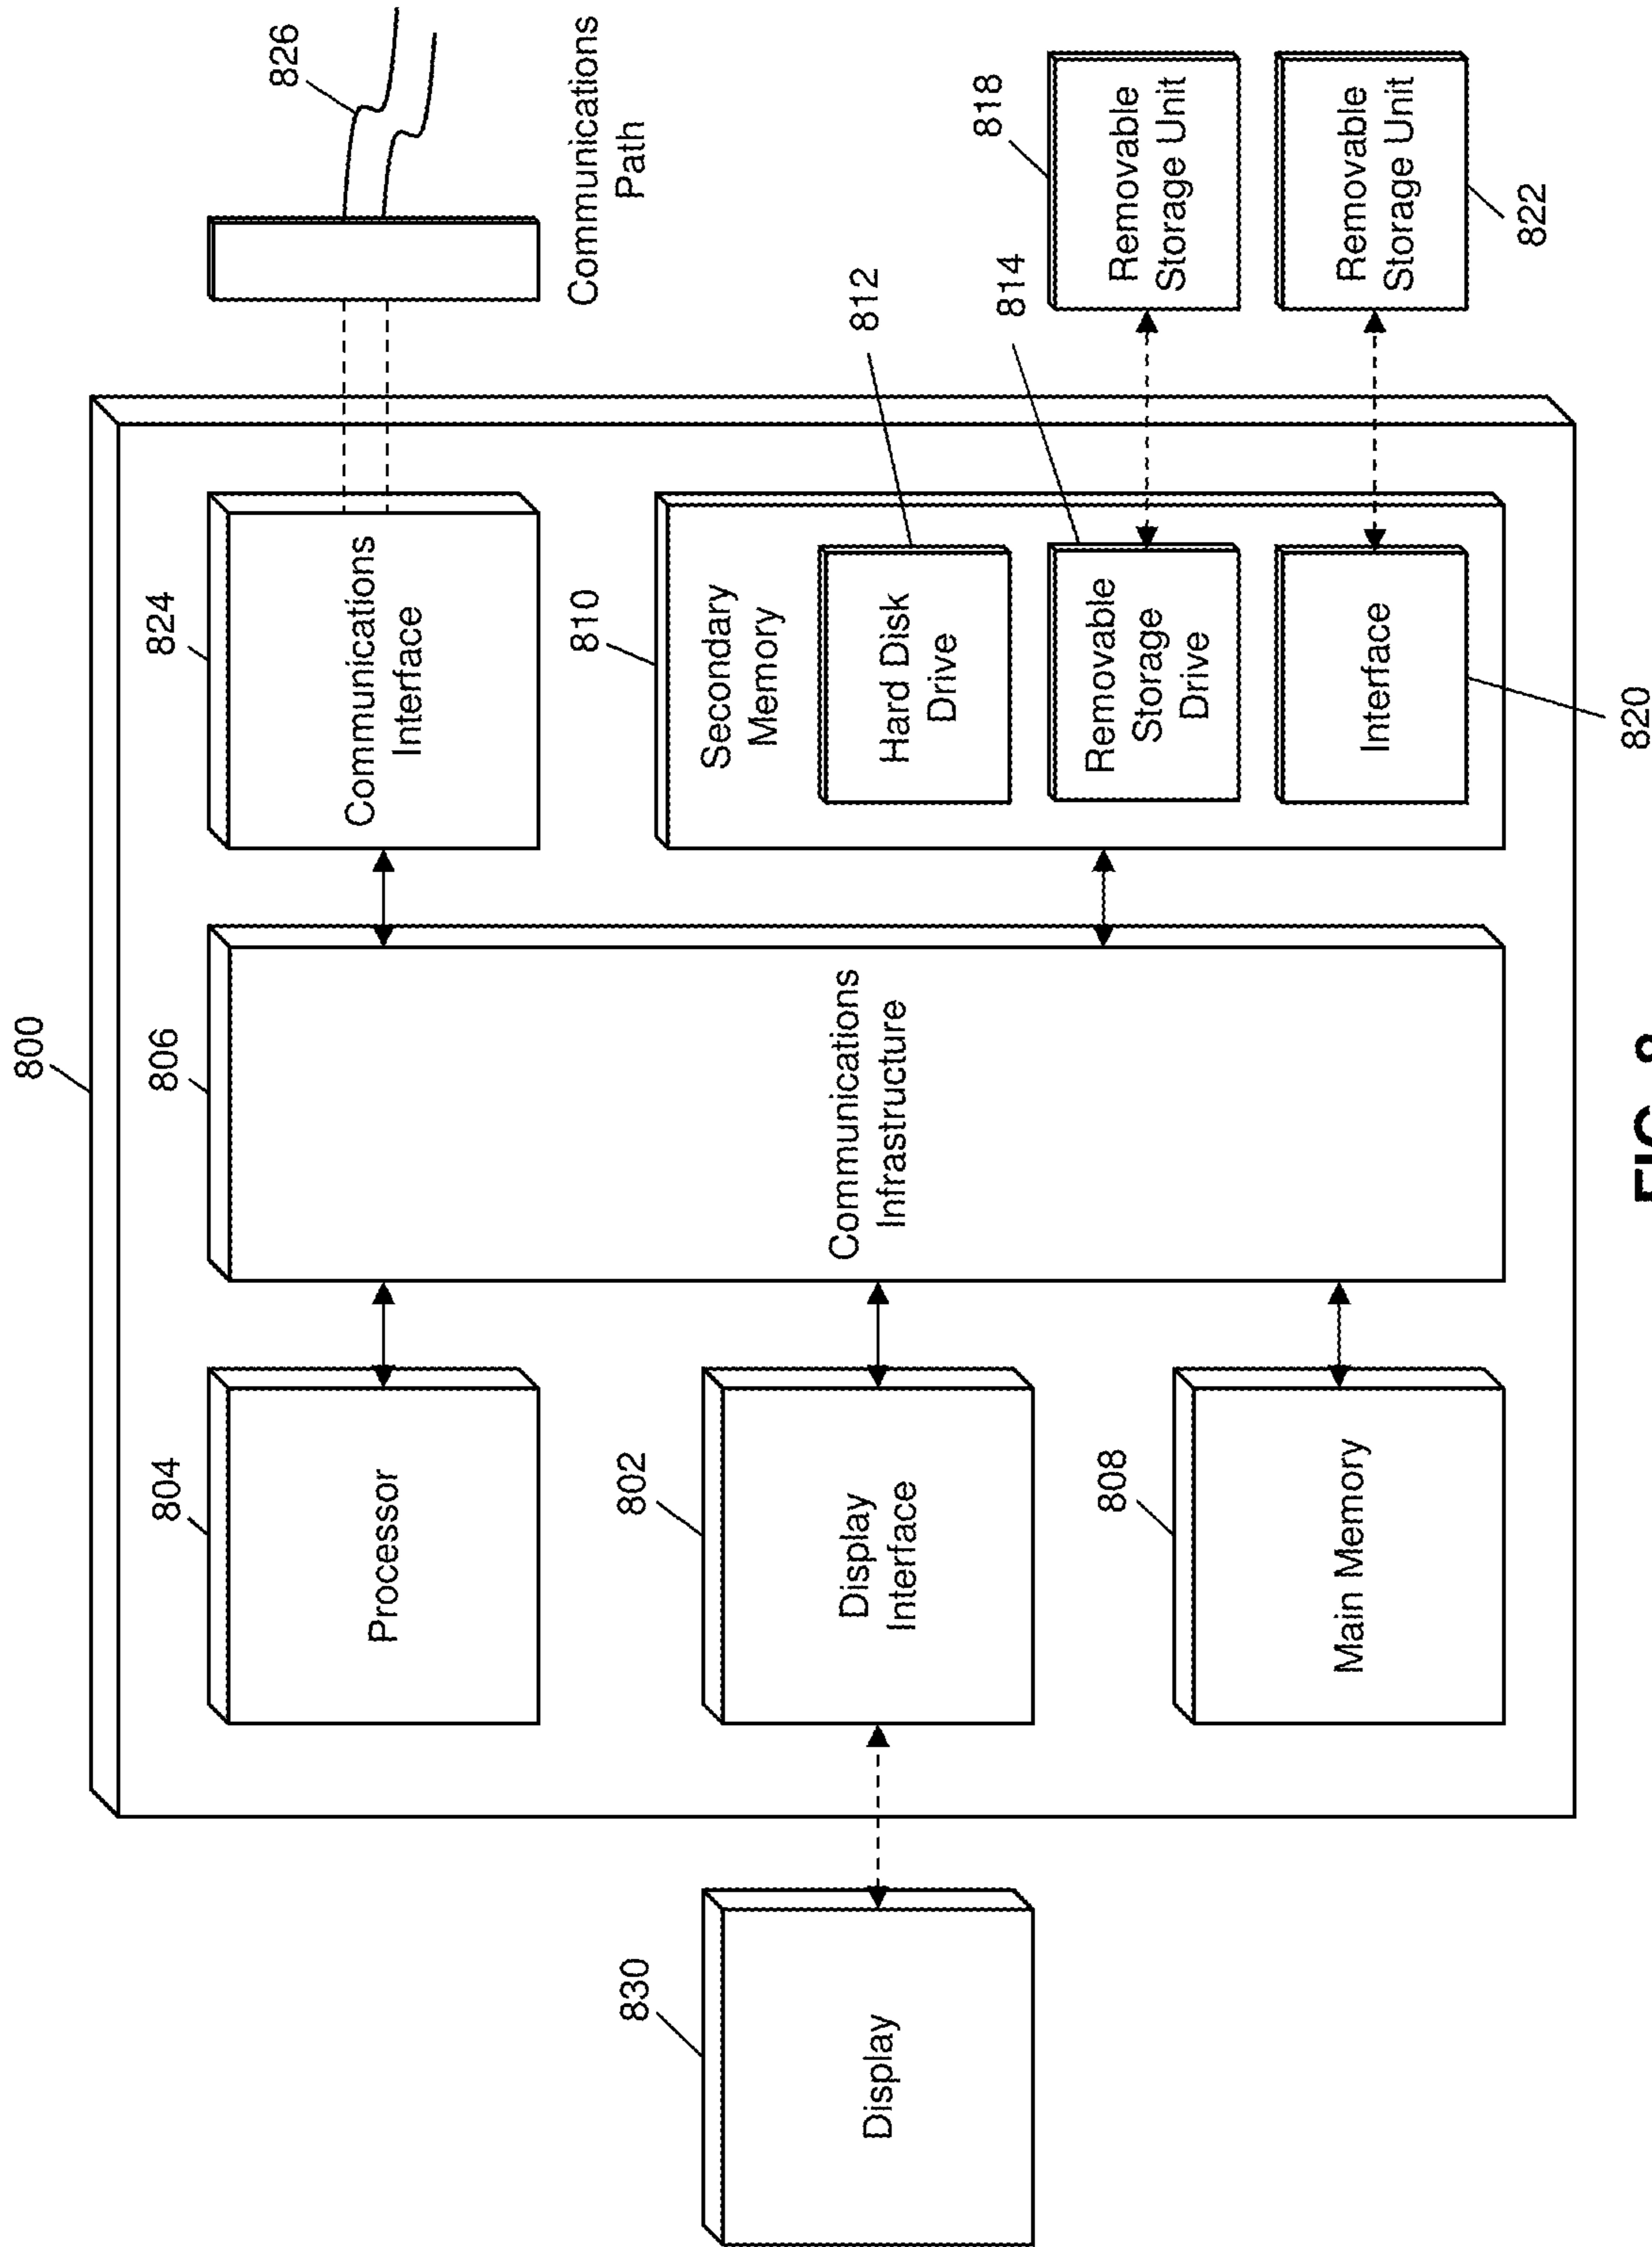 800
804
806
824
826
Processor
Communications
Interface
Communications
Path
830
802
810
Display
Display
Interface
Communications
Infrastructure
Secondary
Memory
812
Hard Disk
Drive
818
814
Removable
Storage
Drive
Removable
Storage Unit
808
Main Memory
Interface
Removable
Storage Unit
822
820
FIG. 8